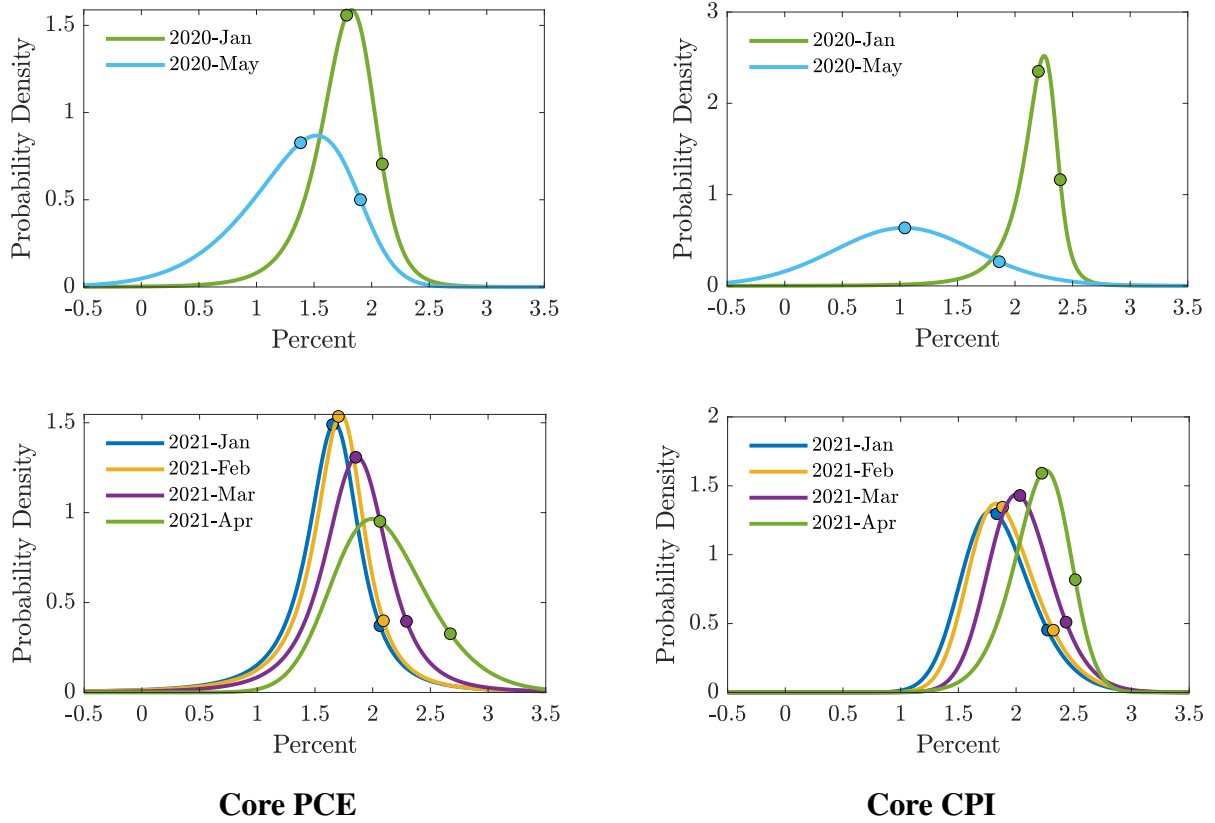 2020-Jan
2020-May
1.5
1
0.5
0
-0.5 0 0.5 1 1.5 2 2.5 3 3.5
Probability Density
Percent
2020-Jan
2020-May
3
2
1
0
-0.5 0 0.5 1 1.5 2 2.5 3 3.5
Probability Density
Percent
2021-Jan
2021-Feb
2021-Mar
2021-Apr
1.5
1
0.5
0
-0.5 0 0.5 1 1.5 2 2.5 3 3.5
Probability Density
Percent
2021-Jan
2021-Feb
2021-Mar
2021-Apr
2
1.5
1
0.5
0
-0.5 0 0.5 1 1.5 2 2.5 3 3.5
Probability Density
Percent
Core PCE
Core CPI